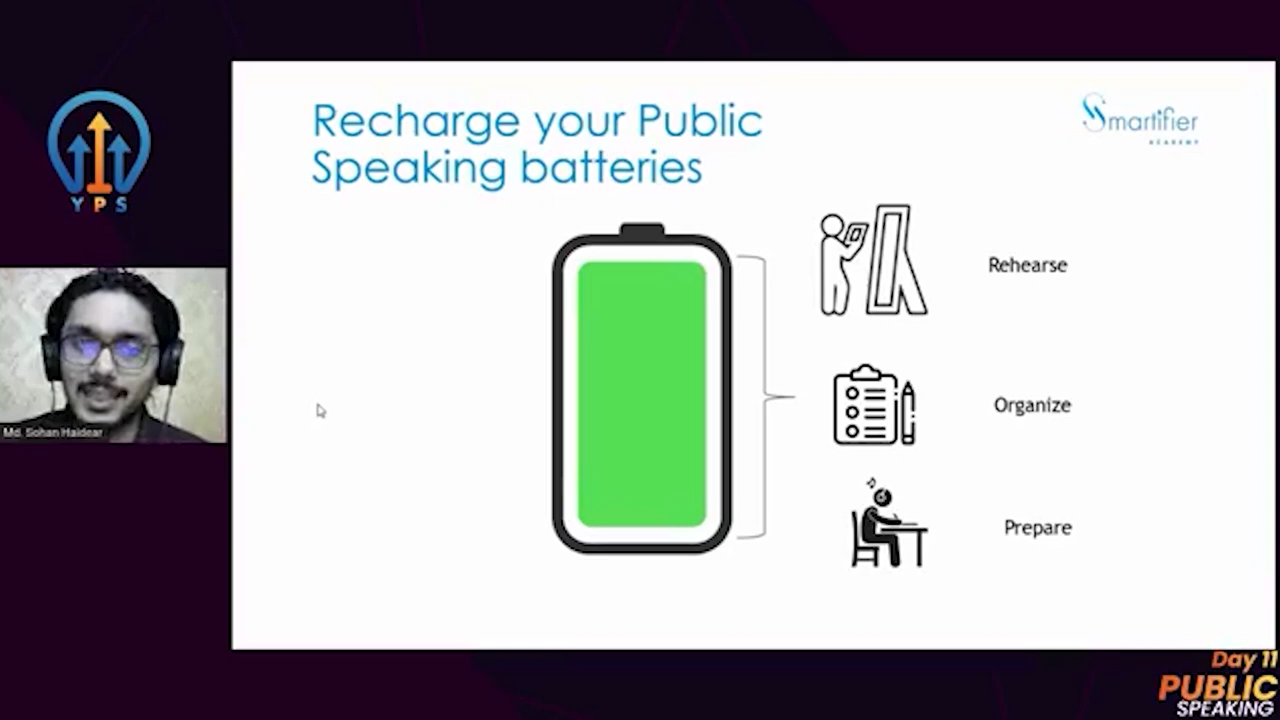 Recharge your Public
Speaking batteries
Smartifier
ACADEMY
YPS
Rehearse
Md. Sohan Haidear
Organize
Prepare
Day 11
PUBLIC
SPEAKING